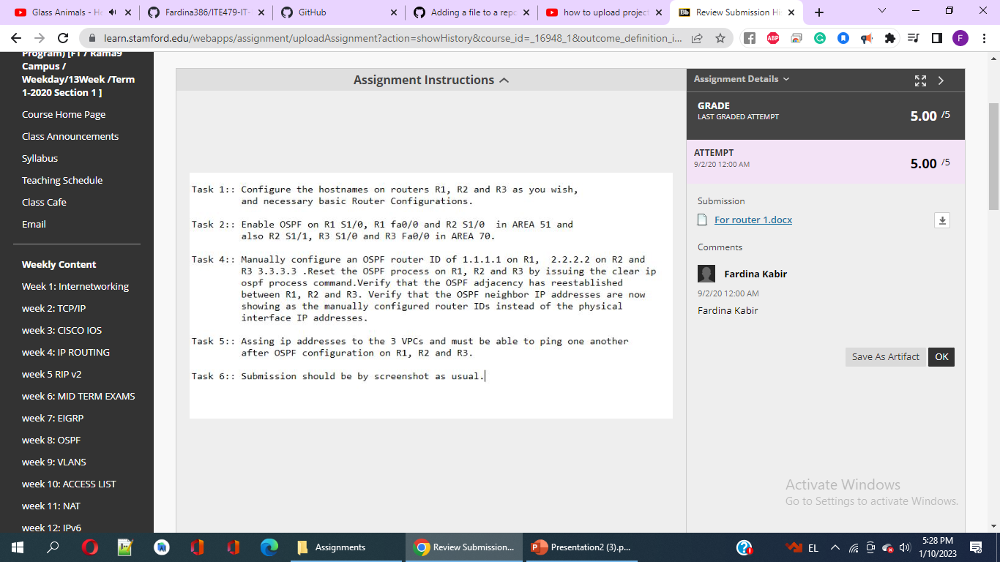 Glass Animals - He
Fardina386/ITE479-IT-
GitHub
Adding a file to a repo
how to upload project
Review Submission Hi
learn.stamford.edu/webapps/assignment/uploadAssignment?action=showHistory&course_id=_16948_1&outcome_definition_i...
Program) [FT / Rama9
Campus /
Weekday/13Week /Term
1-2020 Section 1 ]
Course Home Page
Class Announcements
Syllabus
Teaching Schedule
Class Cafe
Email
Weekly Content
Week 1: Internetworking
week 2: TCP/IP
week 3: CISCO IOS
week 4: IP ROUTING
week 5 RIP v2
week 6: MID TERM EXAMS
week 7: EIGRP
week 8: OSPF
week 9: VLANS
week 10: ACCESS LIST
week 11: NAT
week 12: IPv6
Assignment Instructions
Task 1:: Configure the hostnames on routers R1, R2 and R3 as you wish,
and necessary basic Router Configurations.
Task 2:: Enable OSPF on R1 S1/0, R1 fa0/0 and R2 S1/0 in AREA 51 and
also R2 S1/1, R3 S1/0 and R3 Fa0/0 in AREA 70.
Task 4:: Manually configure an OSPF router ID of 1.1.1.1 on R1, 2.2.2.2 on R2 and
R3 3.3.3.3 .Reset the OSPF process on R1, R2 and R3 by issuing the clear ip
ospf process command.Verify that the OSPF adjacency has reestablished
between R1, R2 and R3. Verify that the OSPF neighbor IP addresses are now
showing as the manually configured router IDs instead of the physical
interface IP addresses.
Task 5:: Assing ip addresses to the 3 VPCs and must be able to ping one another
after OSPF configuration on R1, R2 and R3.
Task 6:: Submission should be by screenshot as usual.
Assignment Details
GRADE
LAST GRADED ATTEMPT
5.00 /5
ATTEMPT
9/2/20 12:00 AM
5.00 /5
Submission
For router 1.docx
Comments
Fardina Kabir
9/2/20 12:00 AM
Fardina Kabir
Save As Artifact
OK
Activate Windows
Go to Settings to activate Windows.
Assignments
Review Submission...
Presentation2 (3).p...
EL
5:28 PM
1/10/2023